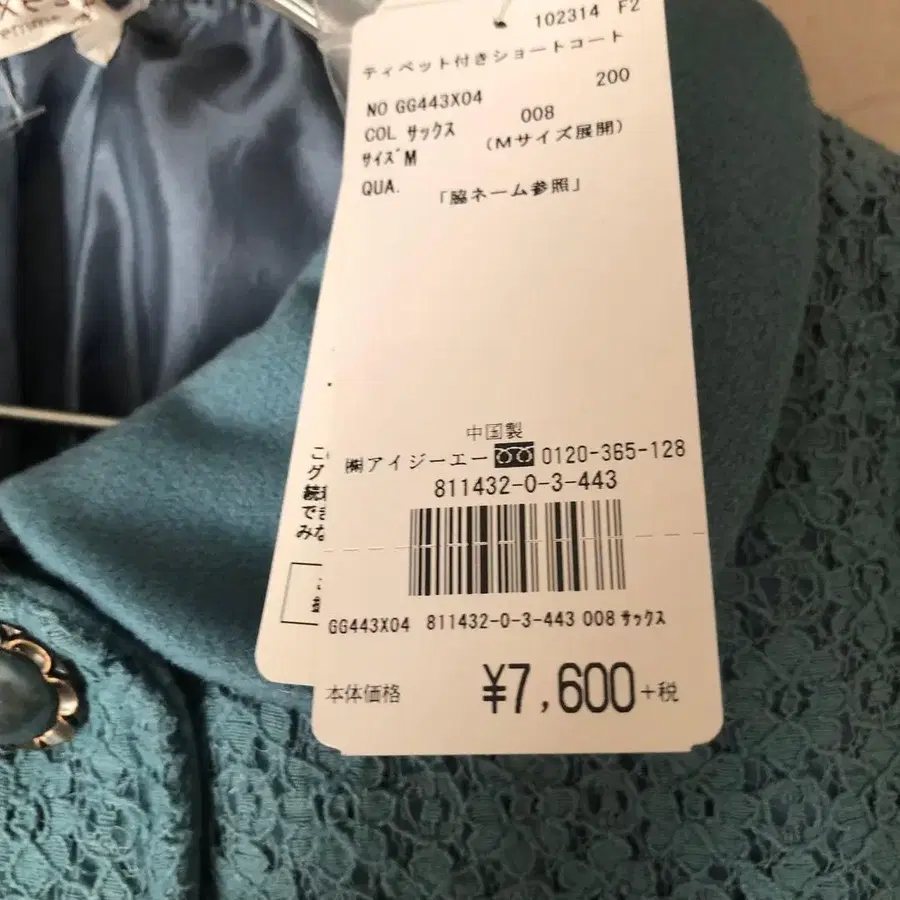 102314 F2
ティペット付きショートコート
200
NO GG443X04
COL サックス 008
サイズ M (Mサイズ展開)
QUA.
「脇ネーム参照」
中国製
㈱アイジーエー 0120-365-128
811432-0-3-443
GG443X04 811432-0-3-443 008 サックス
本体価格 ¥7,600+税
グ
で
み